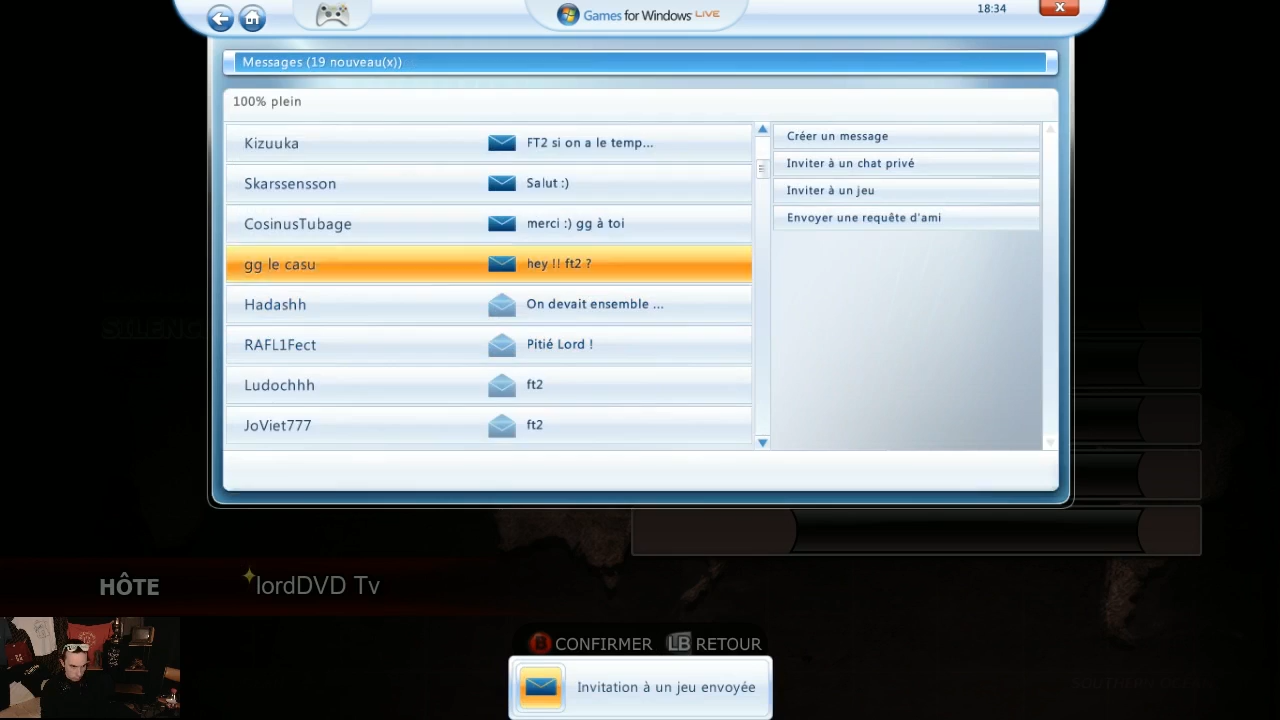 Games for Windows LIVE
18:34
Messages (19 nouveau(x))
100% plein
Kizuuka FT2 si on a le temp...
Skarssensson Salut :)
CosinusTubage merci :) gg à toi
gg le casu hey !! ft2 ?
Hadashh On devait ensemble ...
RAFL1Fect Pitié Lord !
Ludochhh ft2
JoViet777 ft2
Créer un message
Inviter à un chat privé
Inviter à un jeu
Envoyer une requête d'ami
HÔTE lordDVD Tv
B CONFIRMER LB RETOUR
Invitation à un jeu envoyée